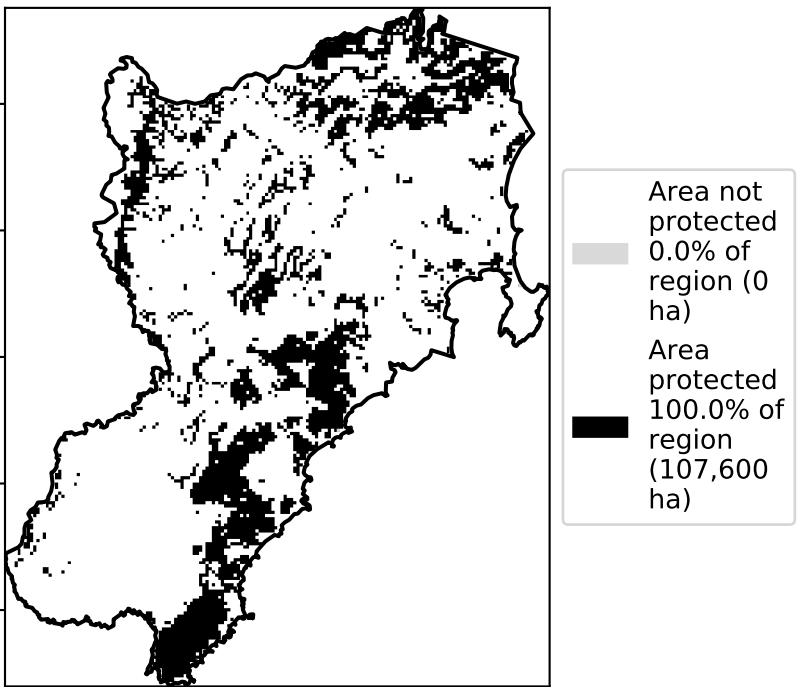 Area not
protected
0.0% of
region (0
ha)
Area
protected
100.0% of
region
(107,600
ha)